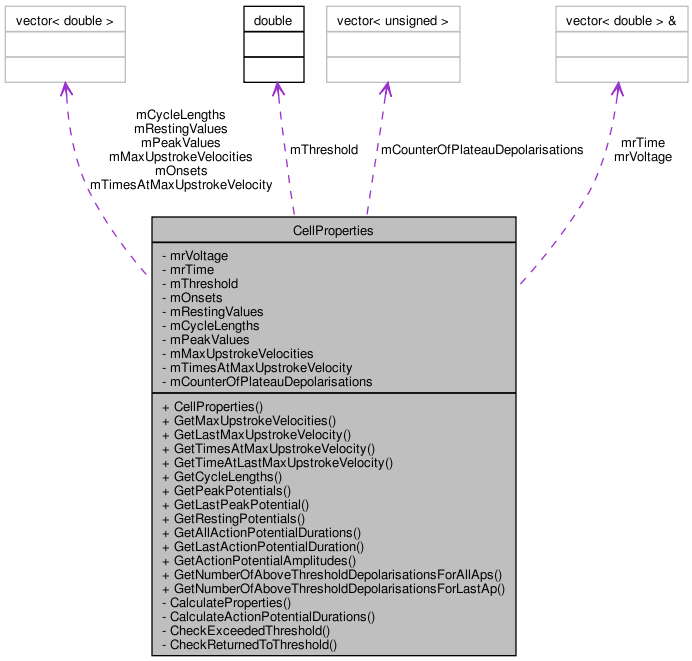 vector< double >
double
vector< unsigned >
vector< double > &
mCycleLengths
mRestingValues
mPeakValues
mMaxUpstrokeVelocities
mOnsets
mTimesAtMaxUpstrokeVelocity
mThreshold
mCounterOfPlateauDepolarisations
mrTime
mrVoltage
CellProperties
- mrVoltage
- mrTime
- mThreshold
- mOnsets
- mRestingValues
- mCycleLengths
- mPeakValues
- mMaxUpstrokeVelocities
- mTimesAtMaxUpstrokeVelocity
- mCounterOfPlateauDepolarisations
+ CellProperties()
+ GetMaxUpstrokeVelocities()
+ GetLastMaxUpstrokeVelocity()
+ GetTimesAtMaxUpstrokeVelocity()
+ GetTimeAtLastMaxUpstrokeVelocity()
+ GetCycleLengths()
+ GetPeakPotentials()
+ GetLastPeakPotential()
+ GetRestingPotentials()
+ GetAllActionPotentialDurations()
+ GetLastActionPotentialDuration()
+ GetActionPotentialAmplitudes()
+ GetNumberOfAboveThresholdDepolarisationsForAllAps()
+ GetNumberOfAboveThresholdDepolarisationsForLastAp()
- CalculateProperties()
- CalculateActionPotentialDurations()
- CheckExceededThreshold()
- CheckReturnedToThreshold()